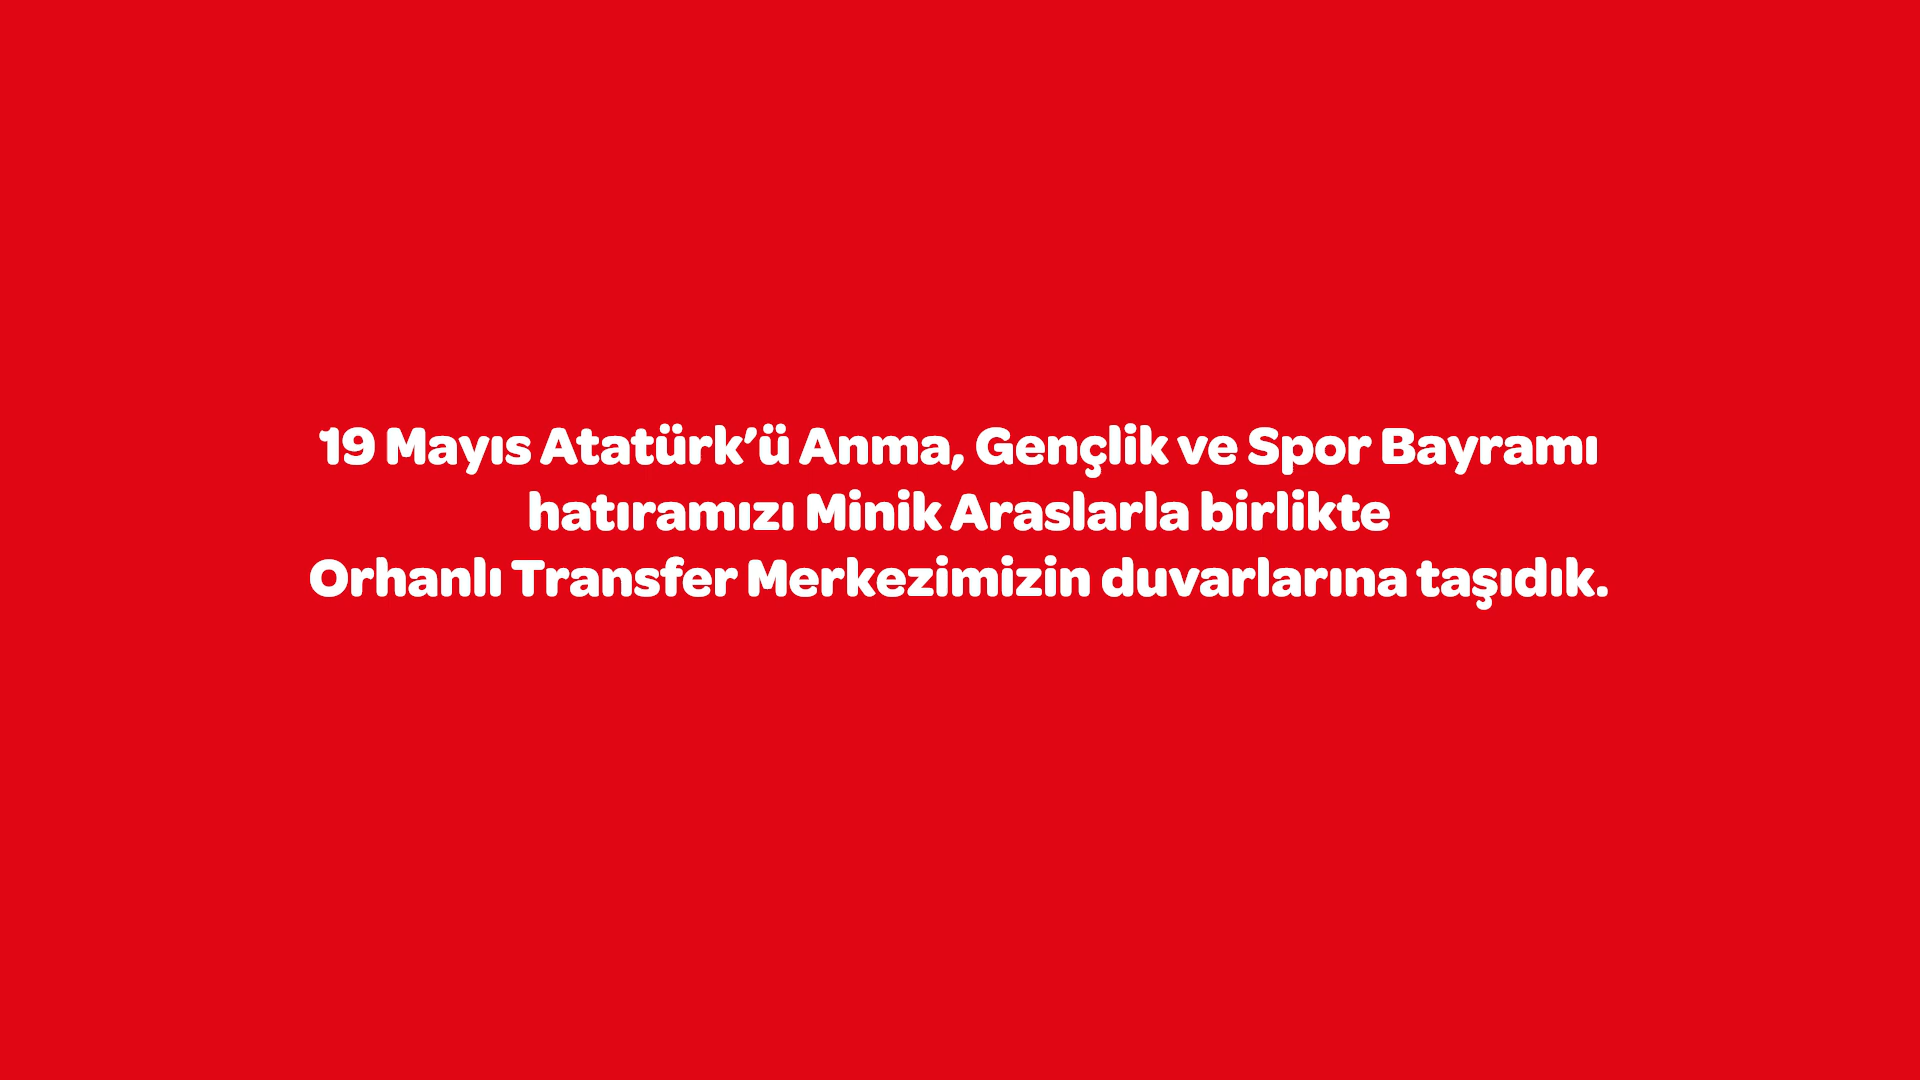 19 Mayıs Atatürk’ü Anma, Gençlik ve Spor Bayramı
hatıramızı Minik Araslarla birlikte
Orhanlı Transfer Merkezimizin duvarlarına taşıdık.